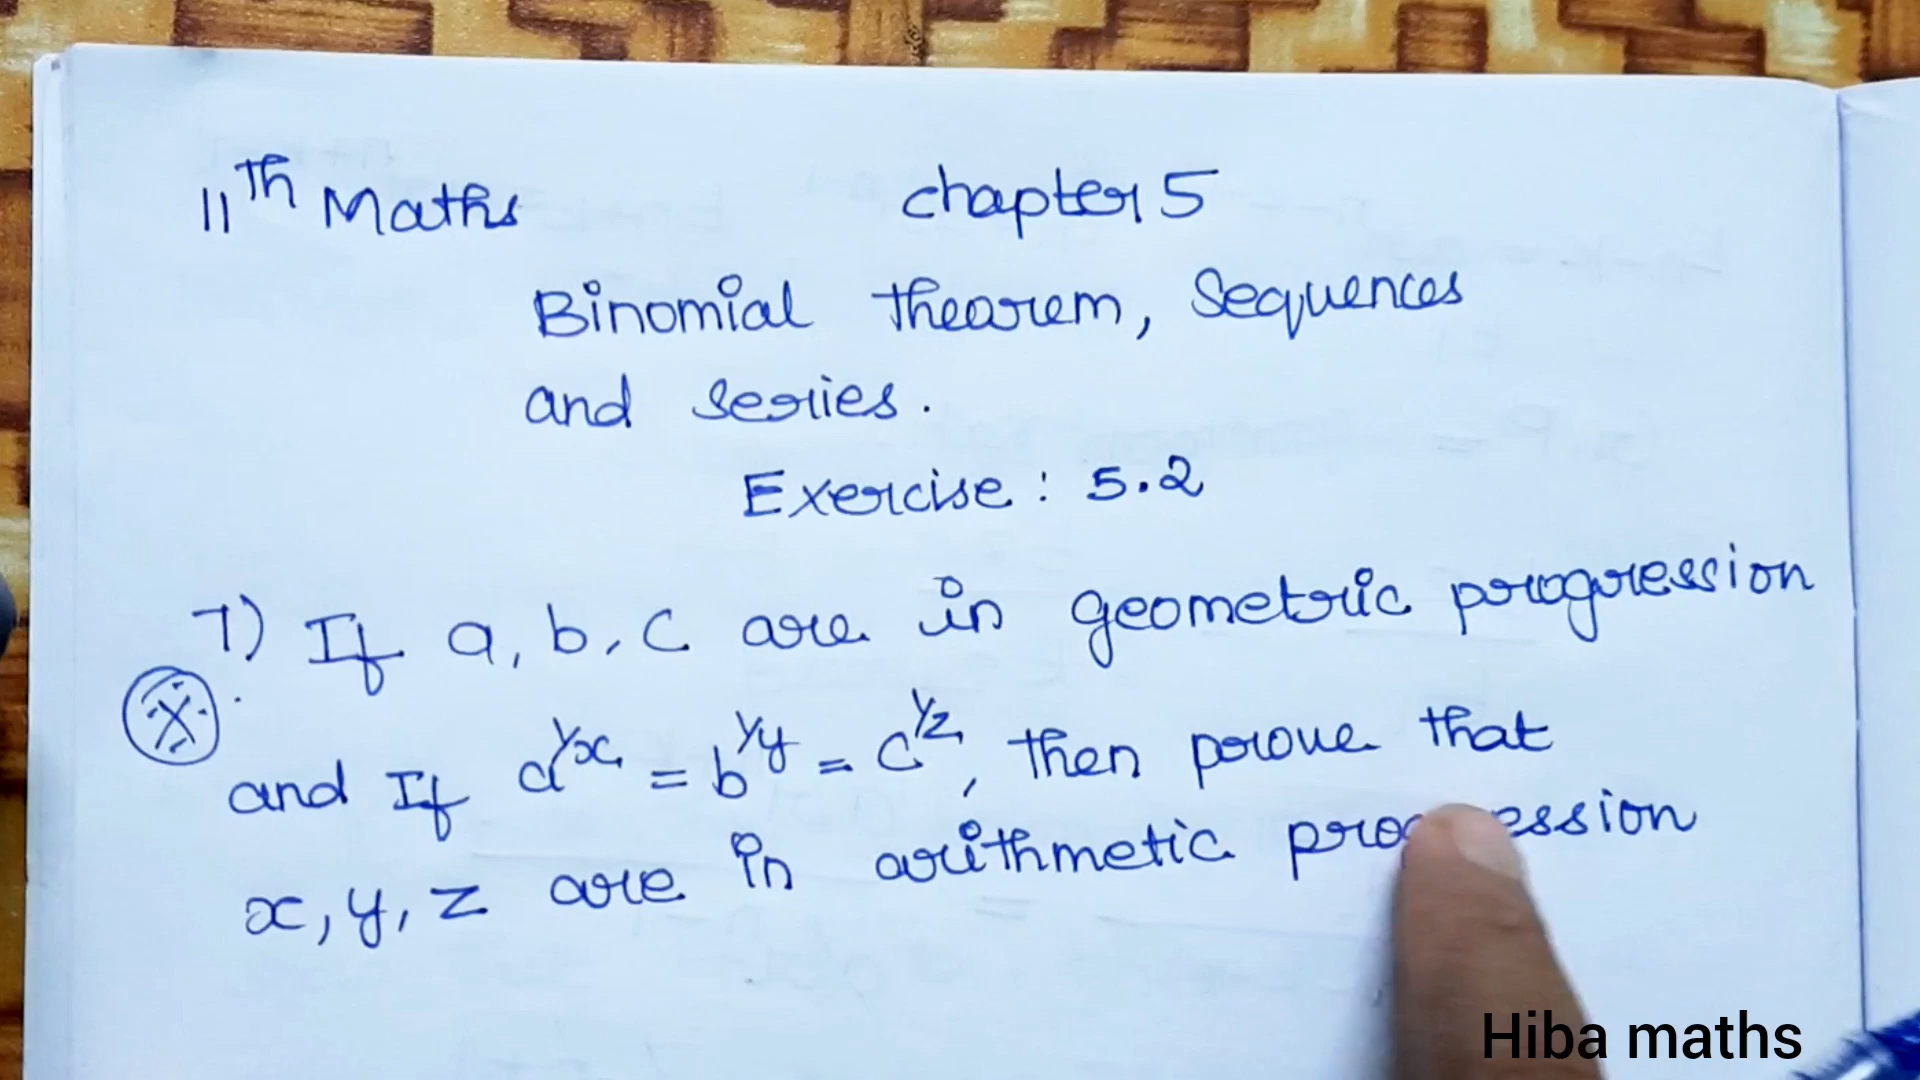 11th Maths chapter 5
Binomial thearem, Sequences
and series.
Exercise: 5.2
7) If a, b, c are in geometric progression
and If a^1/x = b^1/y = c^1/z, then prove that
x, y, z are in arithmetic progression
Hiba maths